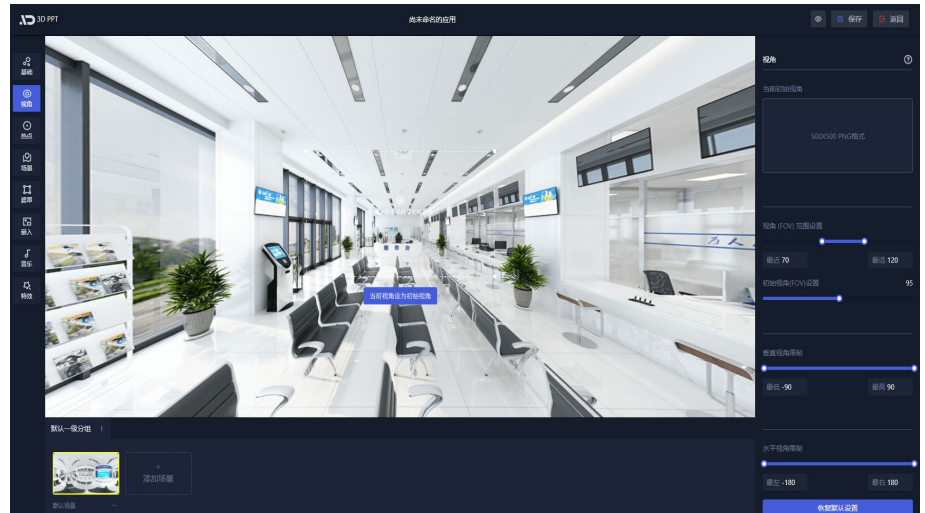 3D PPT
尚未命名的应用
保存
返回
基础
视角
热点
场景
遮罩
嵌入
音乐
特效
服务台
为人
当前视角设为初始视角
默认一级分组
+
添加场景
默认场景
...
视角
当前初始视角
500X500 PNG格式
视角 (FOV) 范围设置
最近 70
最远 120
初始视角(FOV)设置
95
垂直视角限制
最低 -90
最高 90
水平视角限制
最左 -180
最右 180
恢复默认设置